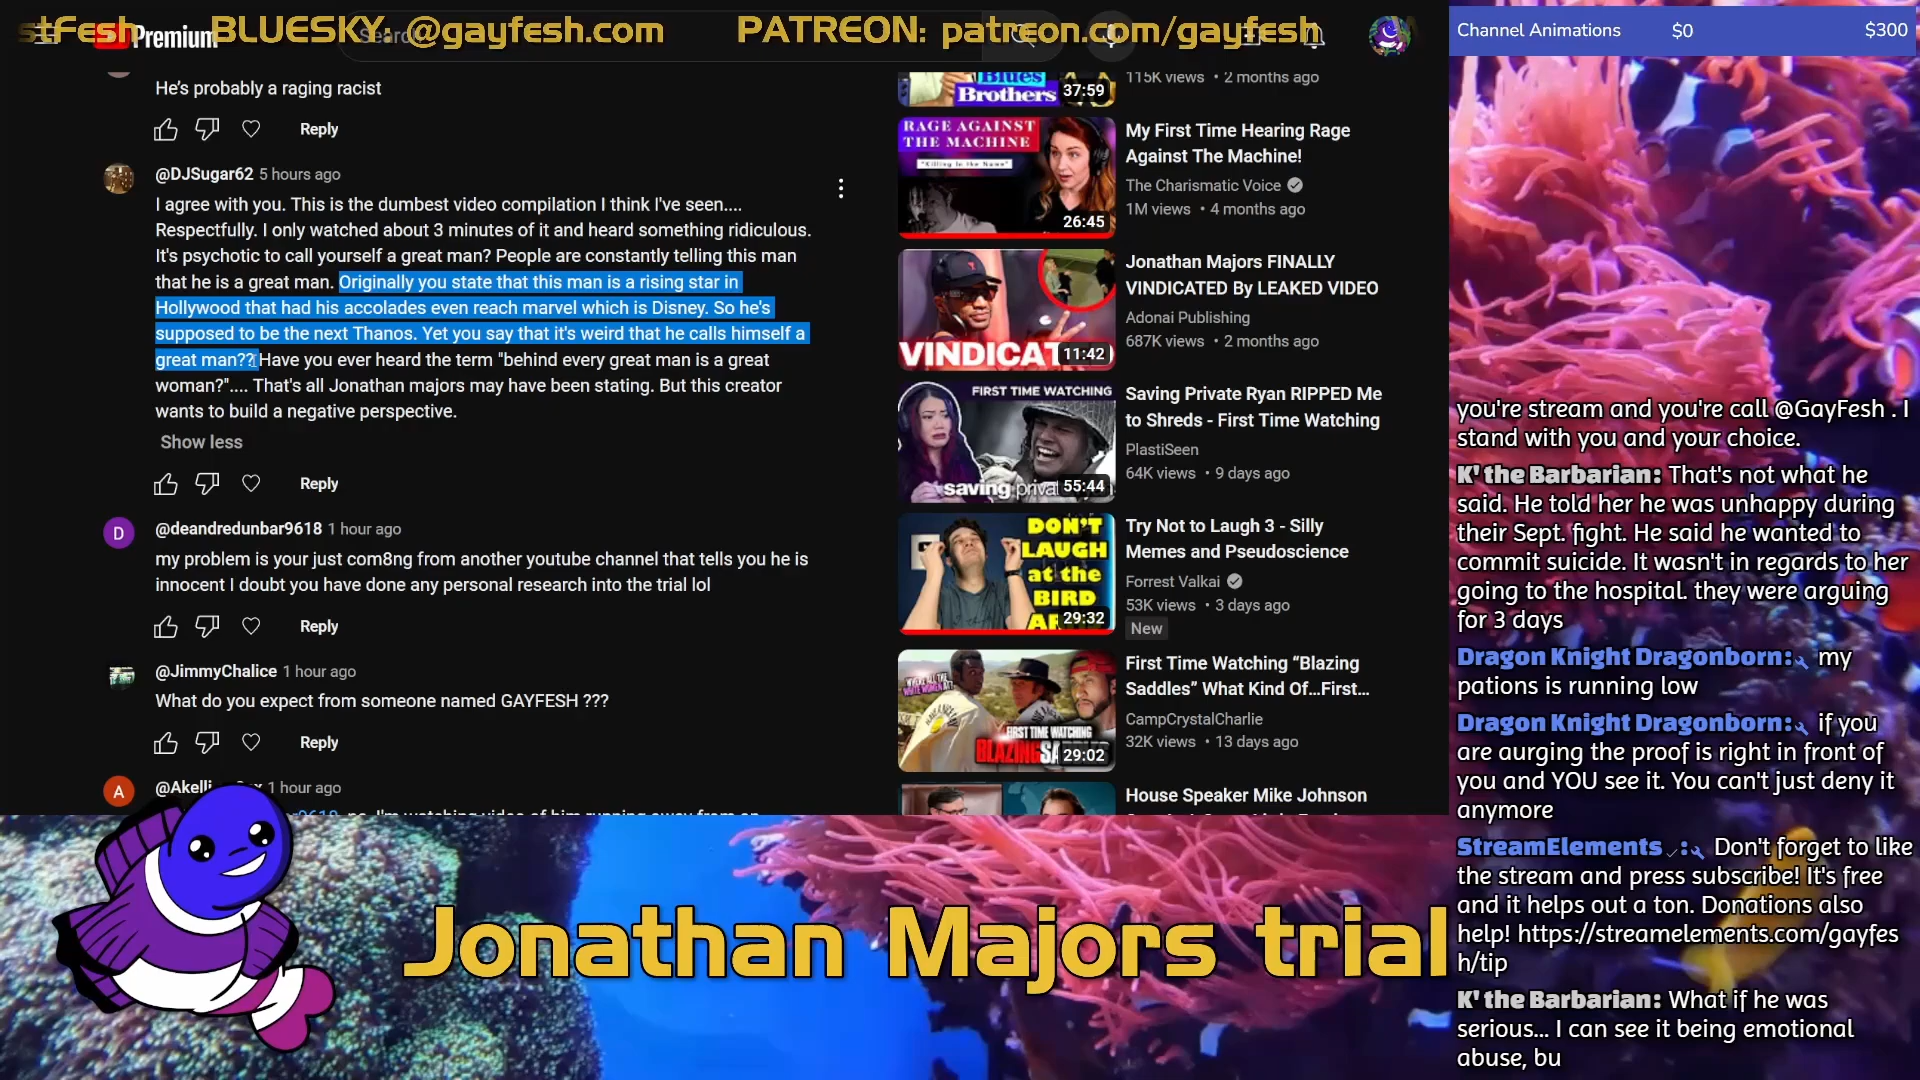 stFesh BLUESKY: @gayfesh.com PATREON: patreon.com/gayfesh
Premium
Search
He's probably a raging racist
Reply
@DJSugar62 5 hours ago
I agree with you. This is the dumbest video compilation I think I've seen....
Respectfully. I only watched about 3 minutes of it and heard something ridiculous.
It's psychotic to call yourself a great man? People are constantly telling this man
that he is a great man. Originally you state that this man is a rising star in
Hollywood that had his accolades even reach marvel which is Disney. So he's
supposed to be the next Thanos. Yet you say that it's weird that he calls himself a
great man?? Have you ever heard the term "behind every great man is a great
woman?".... That's all Jonathan majors may have been stating. But this creator
wants to build a negative perspective.
Show less
Reply
D
@deandredunbar9618 1 hour ago
my problem is your just com8ng from another youtube channel that tells you he is
innocent I doubt you have done any personal research into the trial lol
Reply
@JimmyChalice 1 hour ago
What do you expect from someone named GAYFESH ???
Reply
A
1 hour ago
Blues
Brothers
37:59
115K views • 2 months ago
RAGE AGAINST
THE MACHINE
"Killing in the Name"
26:45
My First Time Hearing Rage
Against The Machine!
The Charismatic Voice
1M views • 4 months ago
VINDICAT
11:42
Jonathan Majors FINALLY
VINDICATED By LEAKED VIDEO
Adonai Publishing
687K views • 2 months ago
FIRST TIME WATCHING
saving priva
55:44
Saving Private Ryan RIPPED Me
to Shreds - First Time Watching
PlastiSeen
64K views • 9 days ago
DON'T
LAUGH
at the
BIRD
29:32
Try Not to Laugh 3 - Silly
Memes and Pseudoscience
Forrest Valkai
53K views • 3 days ago
New
WHERE ALL THE
WHITE WOMEN AT?
FIRST TIME WATCHING
BLAZING SA
29:02
First Time Watching “Blazing
Saddles” What Kind Of...First...
CampCrystalCharlie
32K views • 13 days ago
House Speaker Mike Johnson
Channel Animations $0 $300
you're stream and you're call @GayFesh . I
stand with you and your choice.
K' the Barbarian: That's not what he
said. He told her he was unhappy during
their Sept. fight. He said he wanted to
commit suicide. It wasn't in regards to her
going to the hospital. they were arguing
for 3 days
Dragon Knight Dragonborn: my
pations is running low
Dragon Knight Dragonborn: if you
are aurging the proof is right in front of
you and YOU see it. You can't just deny it
anymore
StreamElements : Don't forget to like
the stream and press subscribe! It's free
and it helps out a ton. Donations also
help! https://streamelements.com/gayfes
h/tip
K' the Barbarian: What if he was
serious... I can see it being emotional
abuse, bu
Jonathan Majors trial